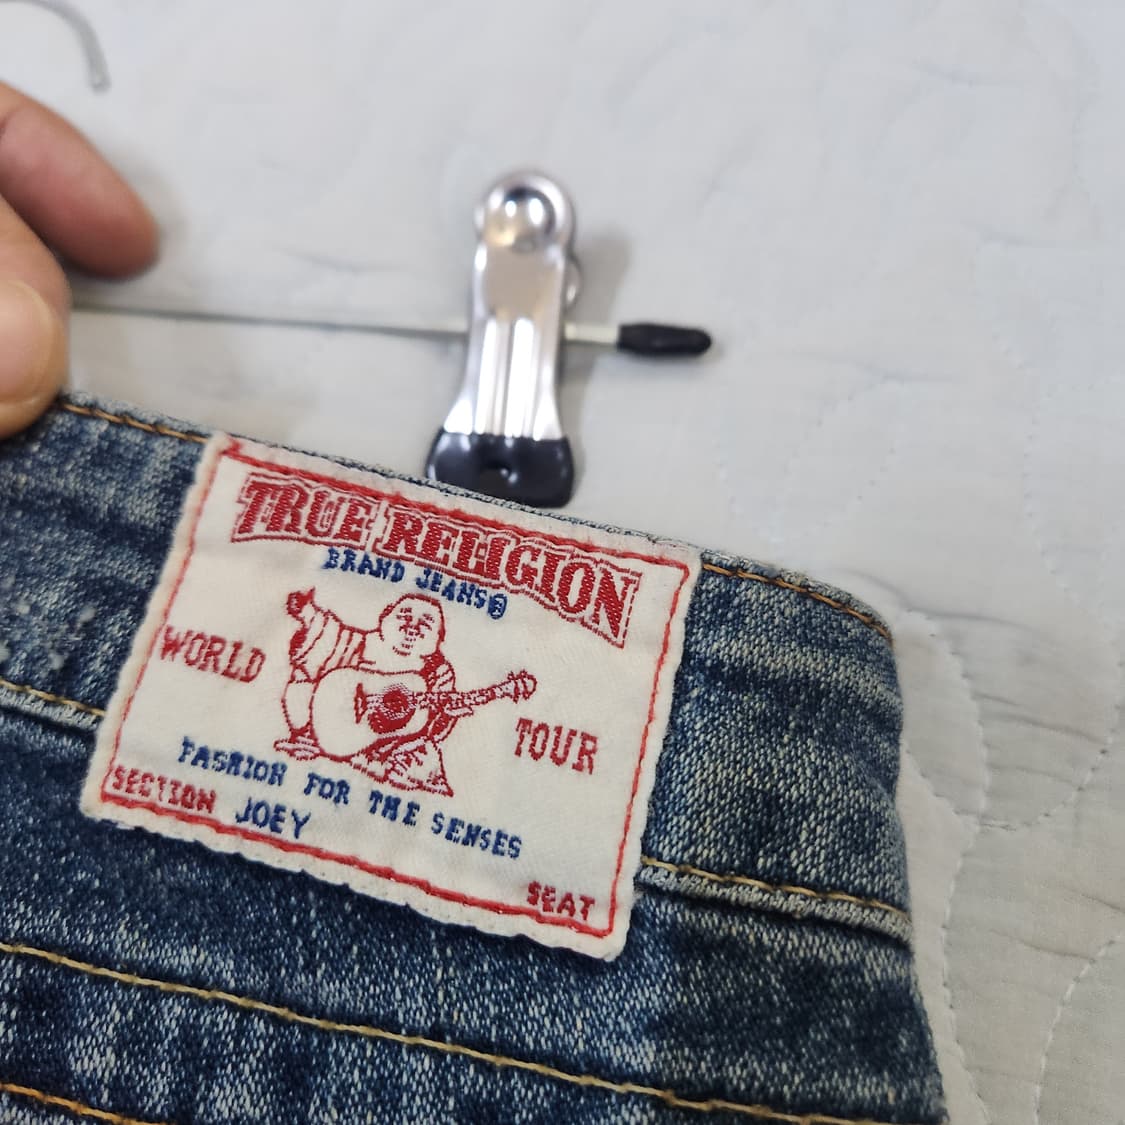 TRUE RELIGION
BRAND JEANS®
WORLD TOUR
FASHION FOR THE SENSES
SECTION JOEY
SEAT